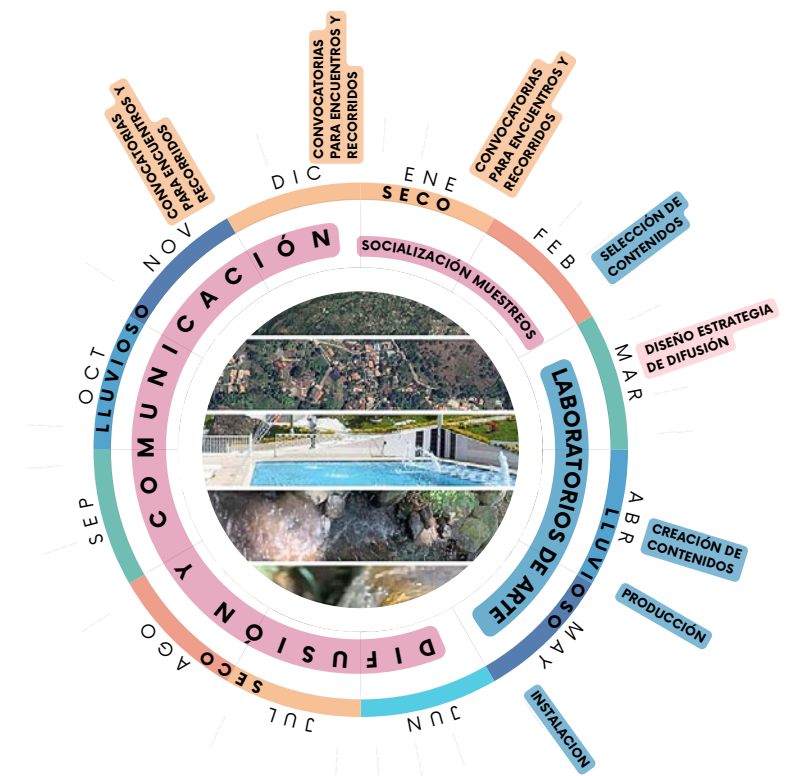 CONVOCATORIAS
PARA ENCUENTROS Y
RECORRIDOS
CONVOCATORIAS
PARA ENCUENTROS Y
RECORRIDOS
CONVOCATORIAS
PARA ENCUENTROS Y
RECORRIDOS
SELECCIÓN DE
CONTENIDOS
DISEÑO ESTRATEGIA
DE DIFUSIÓN
CREACIÓN DE
CONTENIDOS
PRODUCCIÓN
INSTALACION
ENE
FEB
MAR
ABR
MAY
JUN
JUL
AGO
SEP
OCT
NOV
DIC
SECO
LLUVIOSO
SECO
LLUVIOSO
SOCIALIZACIÓN MUESTREOS
LABORATORIOS DE ARTE
DIFUSIÓN Y COMUNICACIÓN